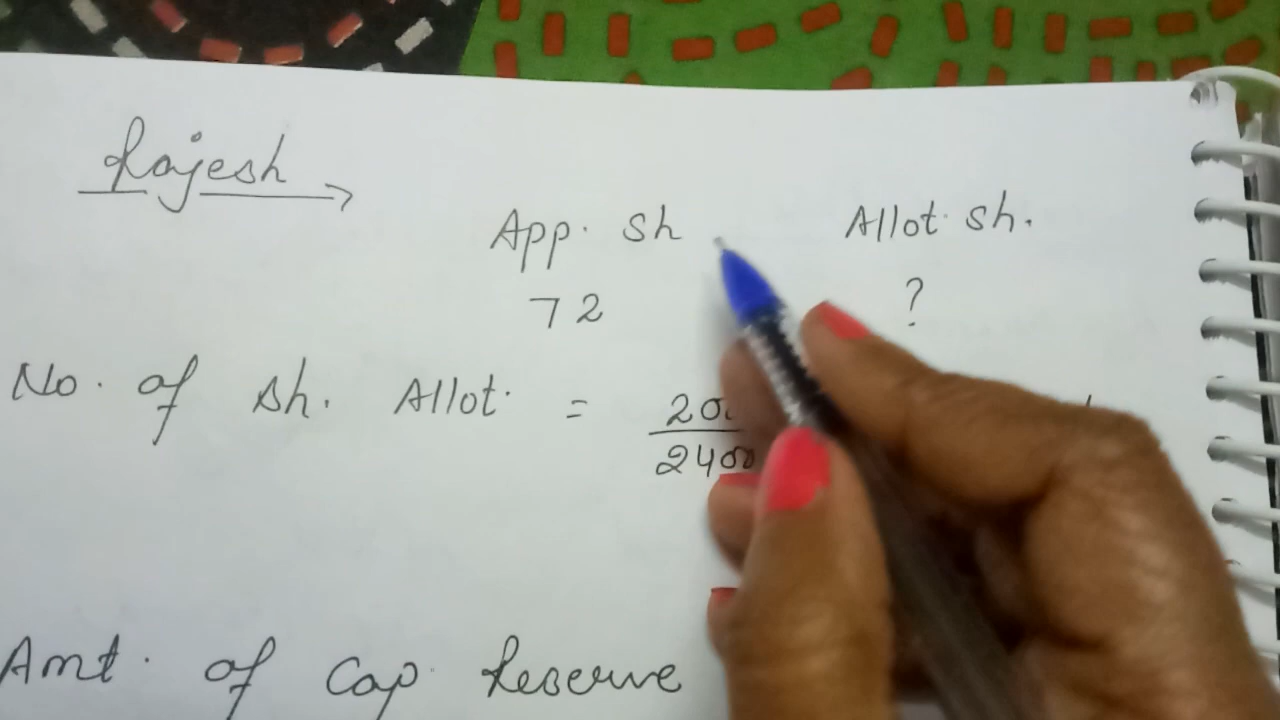 Rajesh
App. Sh Allot. Sh.
72 ?
No. of Sh. Allot. =
Amt. of Cap. Reserve